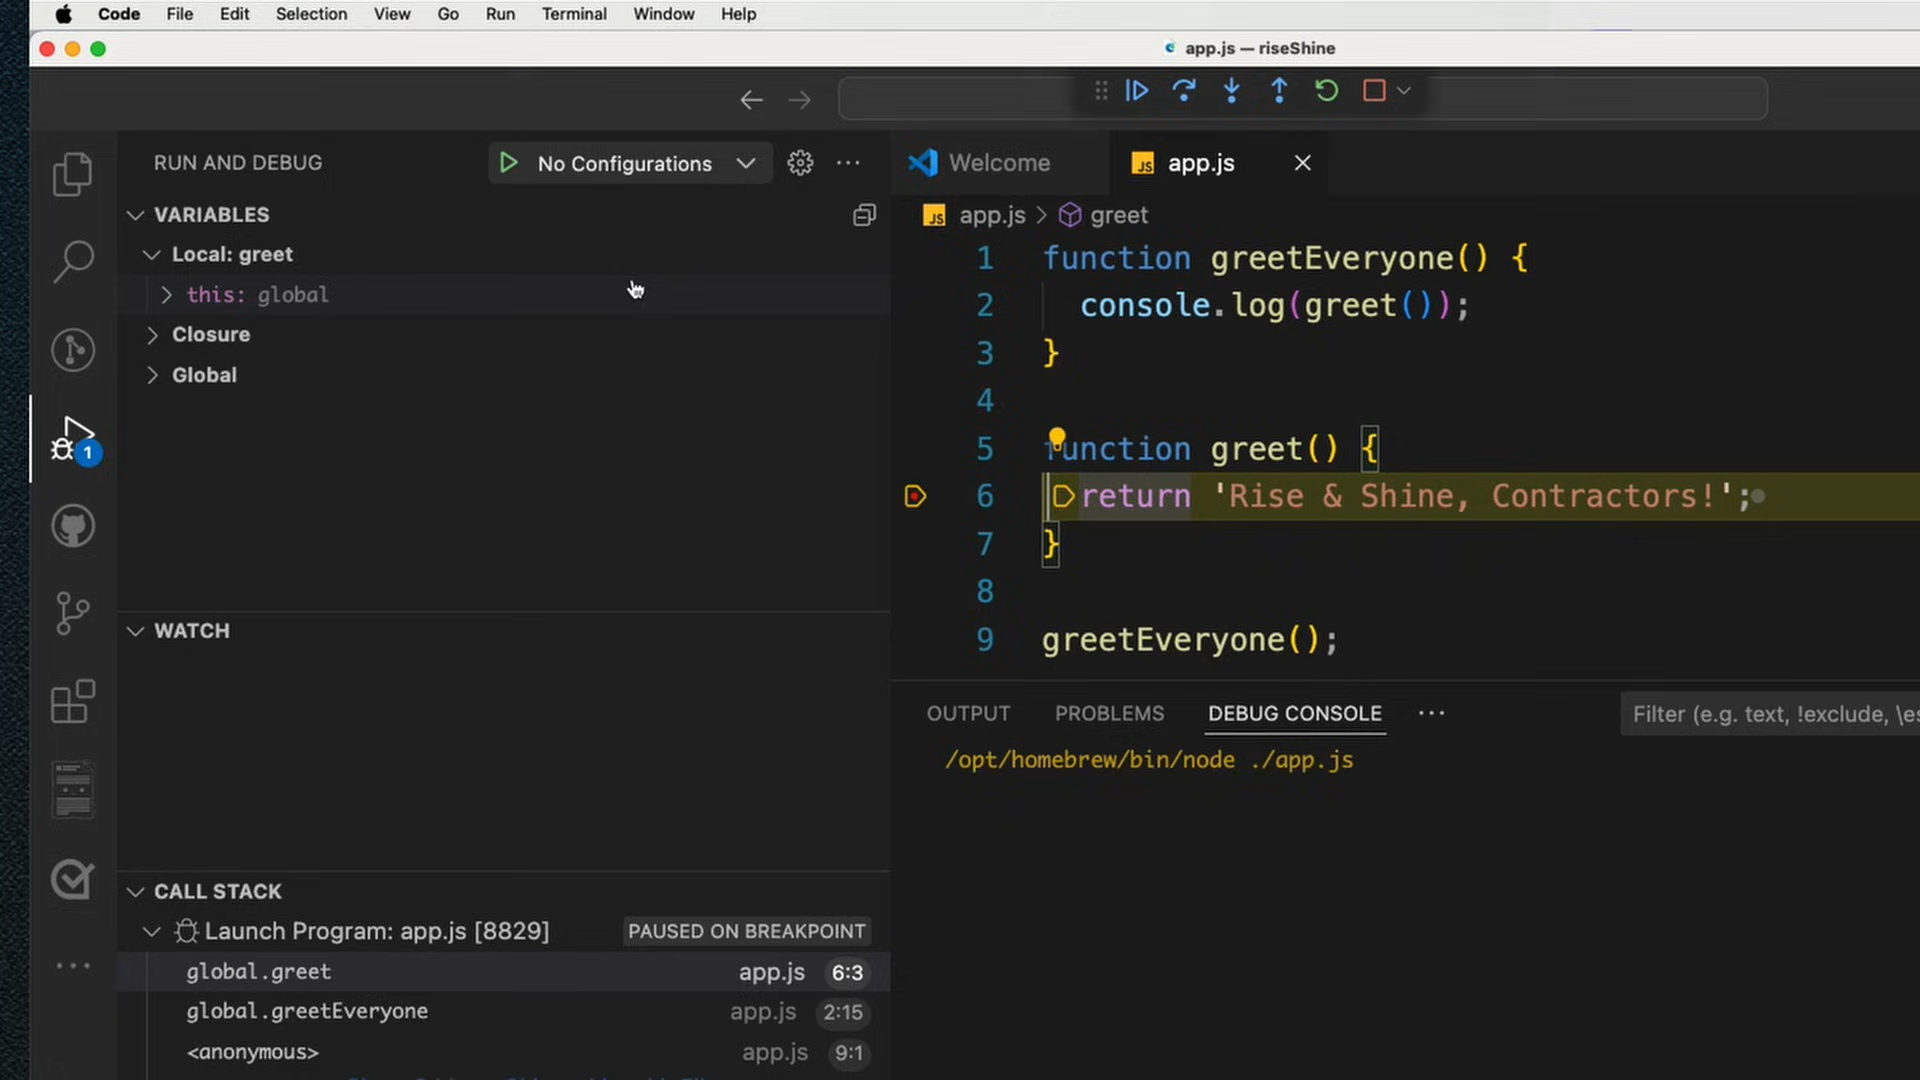 Code File Edit Selection View Go Run Terminal Window Help
app.js — riseShine
RUN AND DEBUG
No Configurations
VARIABLES
Local: greet
this: global
Closure
Global
1
WATCH
CALL STACK
Launch Program: app.js [8829]
PAUSED ON BREAKPOINT
global.greet app.js 6:3
global.greetEveryone app.js 2:15
<anonymous> app.js 9:1
Welcome
JS app.js
JS app.js > greet
1 function greetEveryone() {
2 console.log(greet());
3 }
4
5 function greet() {
6 return 'Rise & Shine, Contractors!';
7 }
8
9 greetEveryone();
OUTPUT PROBLEMS DEBUG CONSOLE ···
Filter (e.g. text, !exclude, \es
/opt/homebrew/bin/node ./app.js